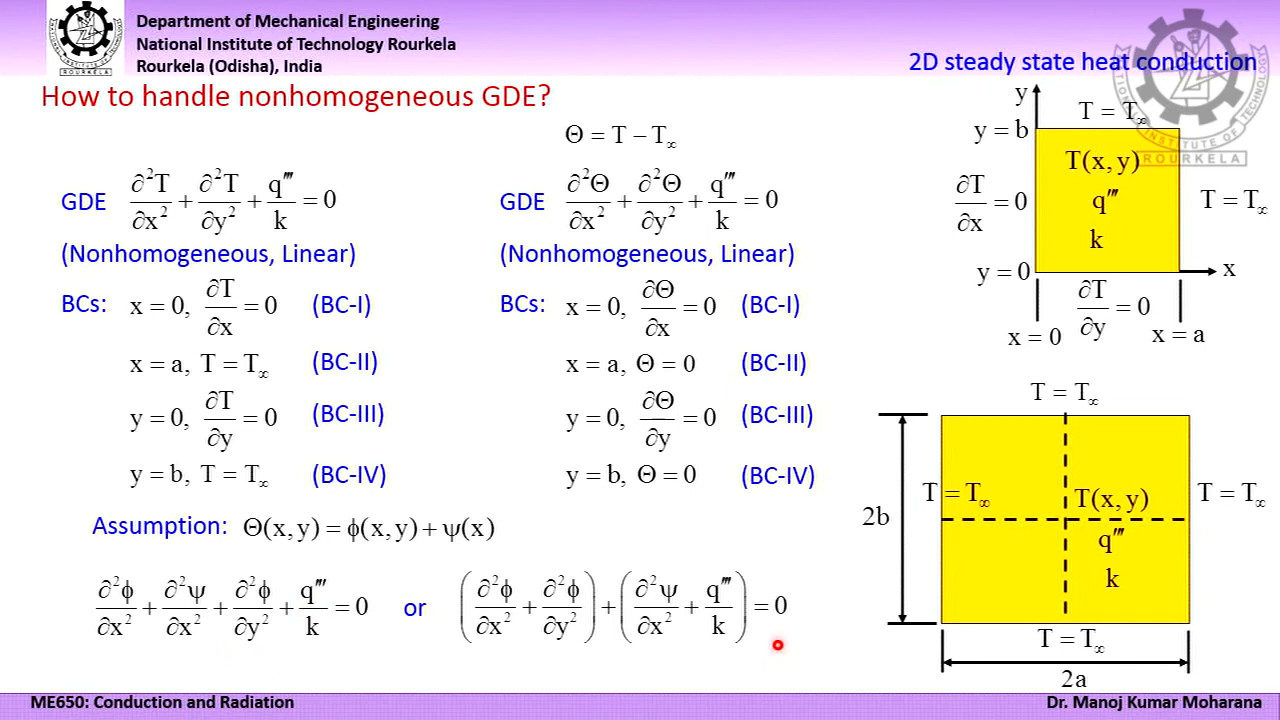 Department of Mechanical Engineering
National Institute of Technology Rourkela
Rourkela (Odisha), India
2D steady state heat conduction
How to handle nonhomogeneous GDE?
Θ = T − T∞
GDE ∂²T/∂x² + ∂²T/∂y² + q‴/k = 0
(Nonhomogeneous, Linear)
BCs: x = 0, ∂T/∂x = 0 (BC-I)
x = a, T = T∞ (BC-II)
y = 0, ∂T/∂y = 0 (BC-III)
y = b, T = T∞ (BC-IV)
GDE ∂²Θ/∂x² + ∂²Θ/∂y² + q‴/k = 0
(Nonhomogeneous, Linear)
BCs: x = 0, ∂Θ/∂x = 0 (BC-I)
x = a, Θ = 0 (BC-II)
y = 0, ∂Θ/∂y = 0 (BC-III)
y = b, Θ = 0 (BC-IV)
Assumption: Θ(x, y) = ϕ(x, y) + ψ(x)
∂²ϕ/∂x² + ∂²ψ/∂x² + ∂²ϕ/∂y² + q‴/k = 0 or (∂²ϕ/∂x² + ∂²ϕ/∂y²) + (∂²ψ/∂x² + q‴/k) = 0
y
T = T∞
y = b
T(x, y)
∂T/∂x = 0
q‴
T = T∞
k
y = 0
x
∂T/∂y = 0
x = 0
x = a
T = T∞
T = T∞
T(x, y)
T = T∞
2b
q‴
k
T = T∞
2a
ME650: Conduction and Radiation
Dr. Manoj Kumar Moharana